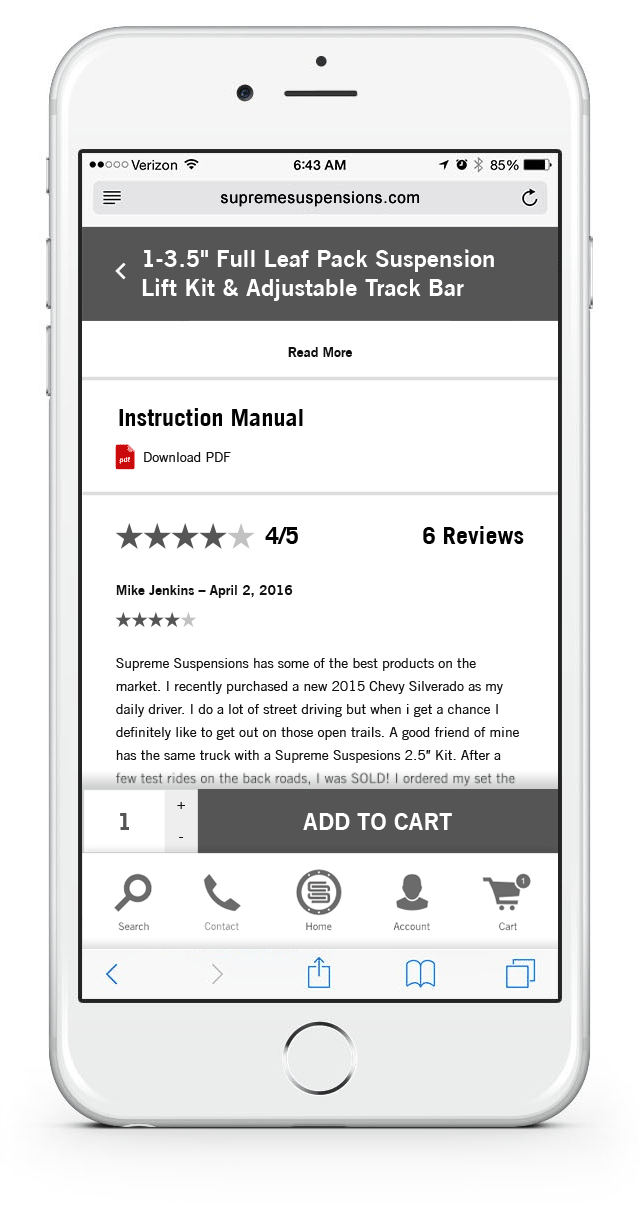 Verizon 6:43 AM 85%
supremesuspensions.com
1-3.5" Full Leaf Pack Suspension
Lift Kit & Adjustable Track Bar
Read More
Instruction Manual
pdf Download PDF
4/5 6 Reviews
Mike Jenkins – April 2, 2016
Supreme Suspensions has some of the best products on the
market. I recently purchased a new 2015 Chevy Silverado as my
daily driver. I do a lot of street driving but when i get a chance I
definitely like to get out on those open trails. A good friend of mine
has the same truck with a Supreme Suspesions 2.5″ Kit. After a
few test rides on the back roads, I was SOLD! I ordered my set the
1 + - ADD TO CART
1
Search Contact Home Account Cart